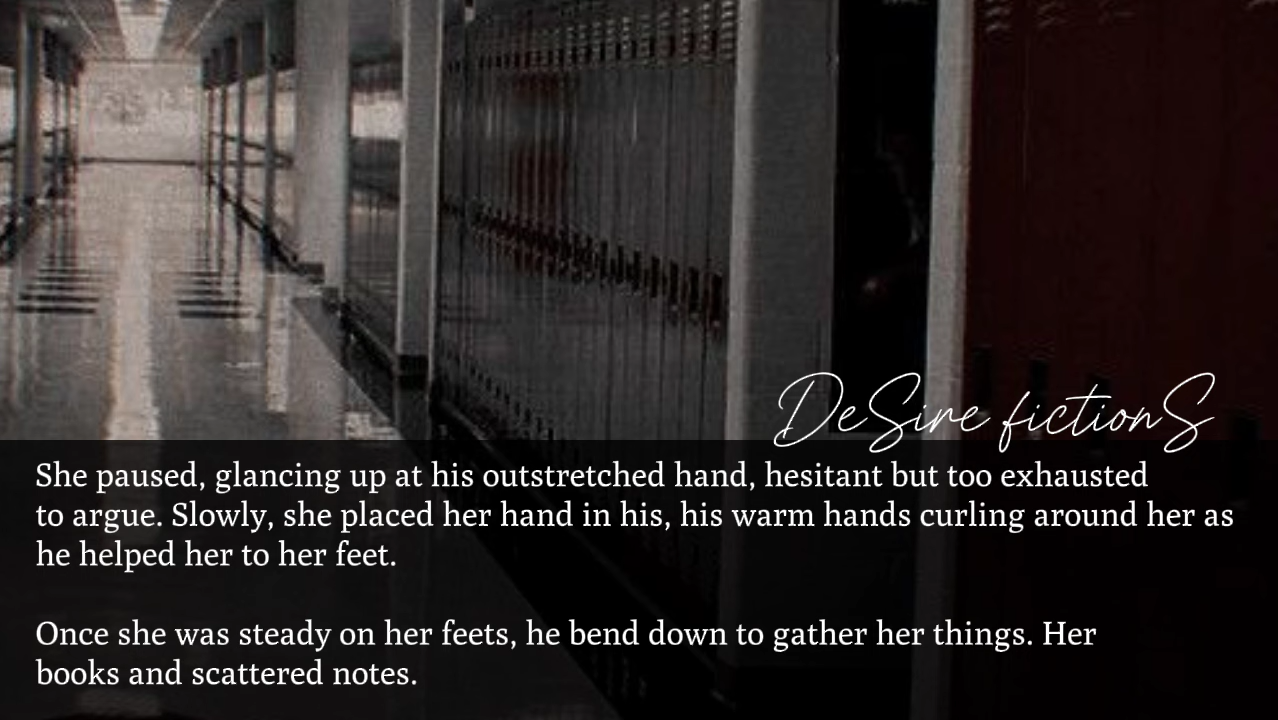 DeSire fictionS
She paused, glancing up at his outstretched hand, hesitant but too exhausted
to argue. Slowly, she placed her hand in his, his warm hands curling around her as
he helped her to her feet.
Once she was steady on her feets, he bend down to gather her things. Her
books and scattered notes.